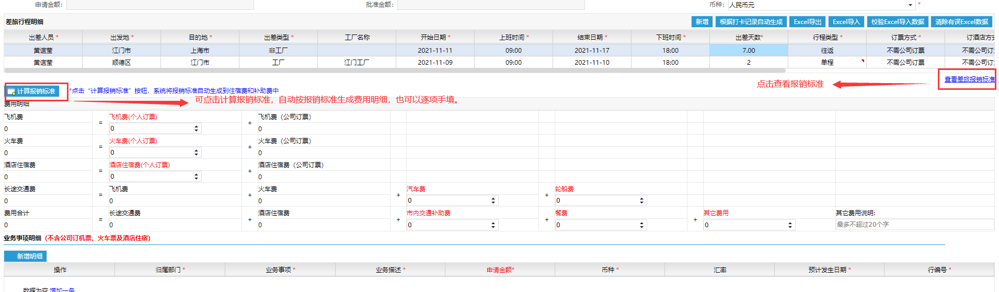 申请金额: 批准金额: 币种: 人民币元 *
差旅行程明细 新增 根据打卡记录自动生成 Excel导出 Excel导入 校验Excel导入数据 清除有误Excel数据
出差人员 * 出发地 * 目的地 * 出差类型 * 工厂名称 开始日期 * 上班时间 * 结束日期 * 下班时间 * 出差天数* 行程类型 * 订票方式 * 订酒店方式
黄谊莹 江门市 上海市 非工厂 2021-11-11 09:00 2021-11-17 18:00 7.00 往返 不需公司订票 不需公司订
黄谊莹 顺德区 江门市 工厂 江门工厂 2021-11-09 09:00 2021-11-10 18:00 2 单程 不需公司订票 不需公司订
点击查看报销标准 查看差旅报销标准
计算报销标准 *点击“计算报销标准”按钮，系统将报销标准自动生成到住宿费和补助费中
可点击计算报销标准，自动按报销标准生成费用明细，也可以逐项手填。
费用明细
飞机费 = 飞机费(个人订票) + 飞机费（公司订票）
0 0 0
火车费 = 火车费(个人订票) + 火车费（公司订票）
0 0 0
酒店住宿费 = 酒店住宿费(个人订票) + 酒店住宿费（公司订票）
0 0 0
长途交通费 = 飞机费 + 火车费 + 汽车费 + 轮船费
0 0 0 0 0
费用合计 = 长途交通费 + 酒店住宿费 + 市内交通补助费 + 餐费 + 其它费用 其它费用说明:
0 0 0 0 0 0 最多不超过20个字
业务事项明细（不含公司订机票、火车票及酒店住宿）
新增明细
操作 归属部门 * 业务事项 * 业务描述 * 申请金额* 币种 * 汇率 预计发生日期 * 行编号 *
数据为空 增加一条